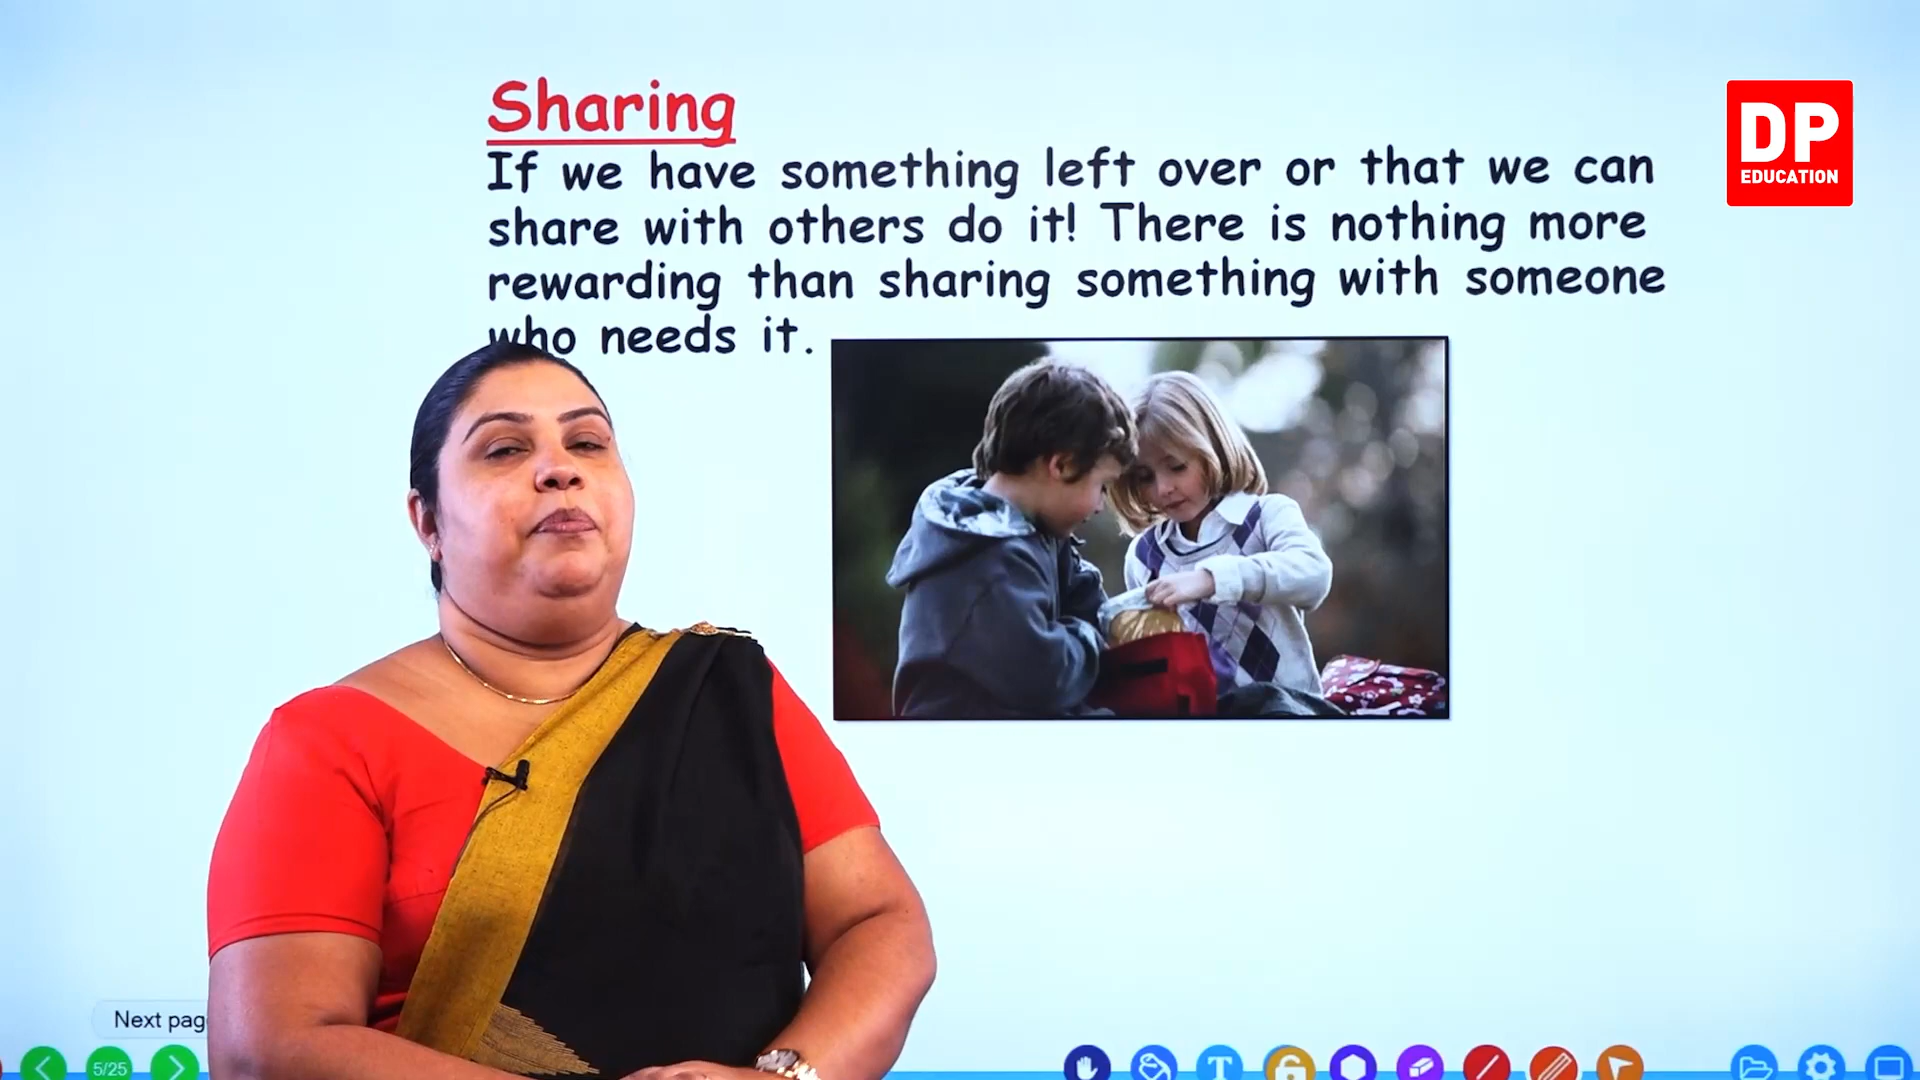 Sharing
If we have something left over or that we can
share with others do it! There is nothing more
rewarding than sharing something with someone
who needs it.
DP
EDUCATION
Next pag
5/25
T